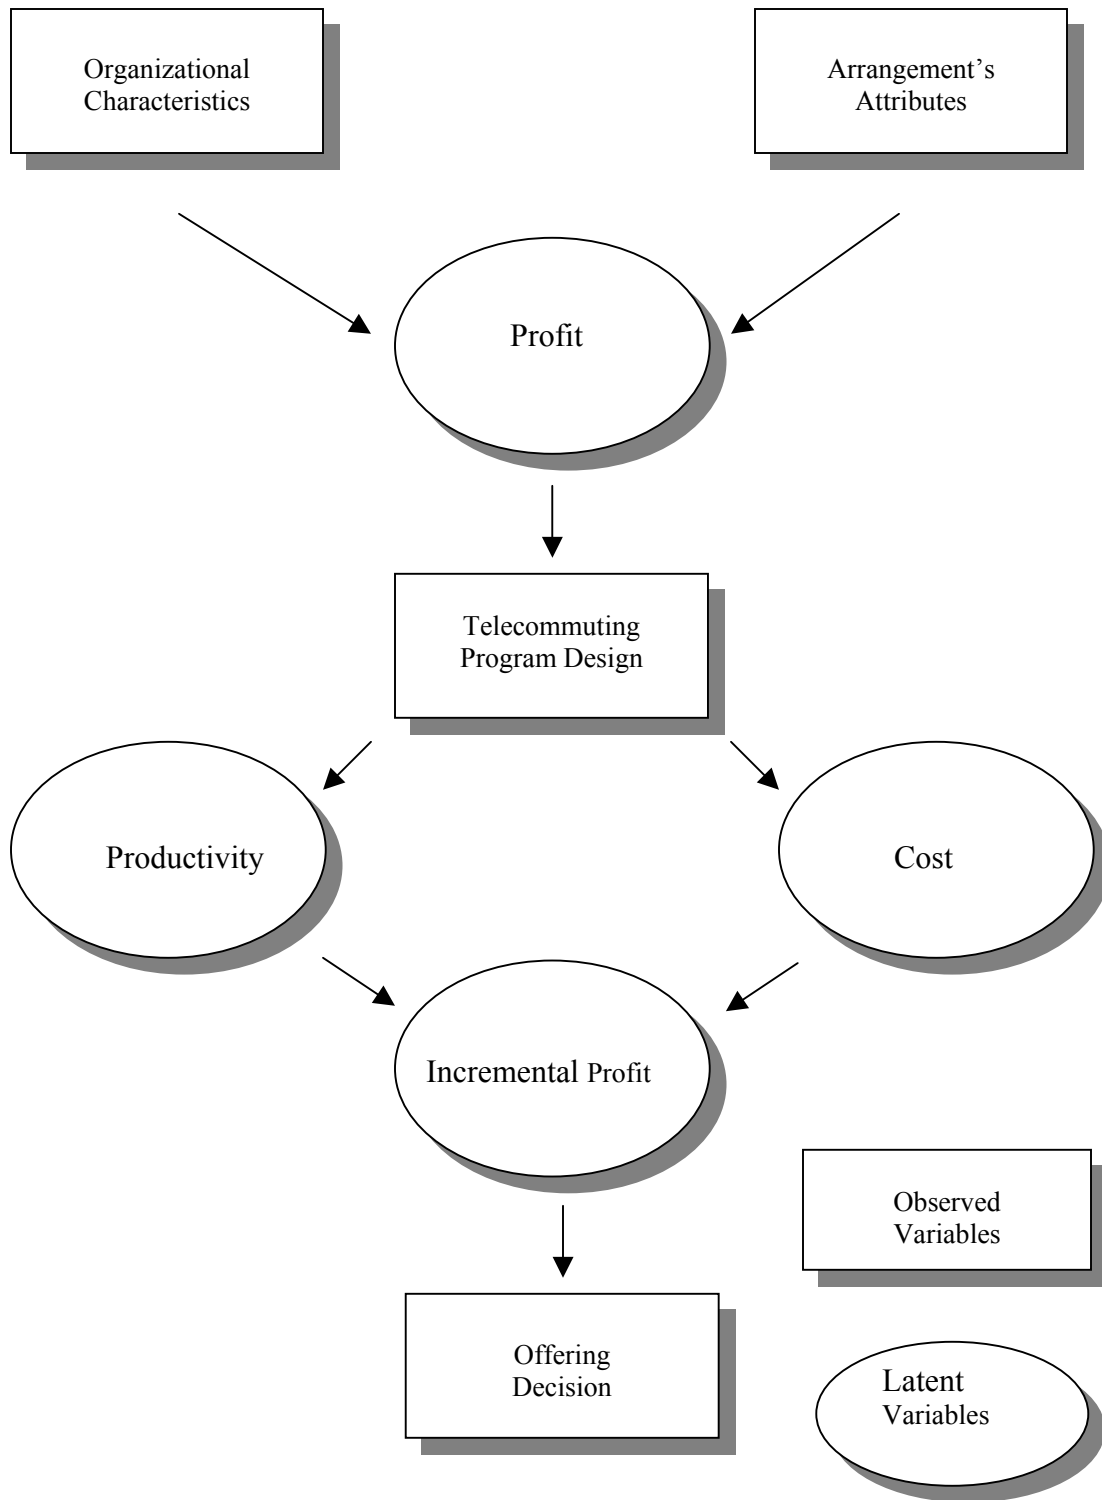 Organizational
Characteristics
Arrangement’s
Attributes
Profit
Telecommuting
Program Design
Productivity
Cost
Incremental Profit
Observed
Variables
Offering
Decision
Latent
Variables